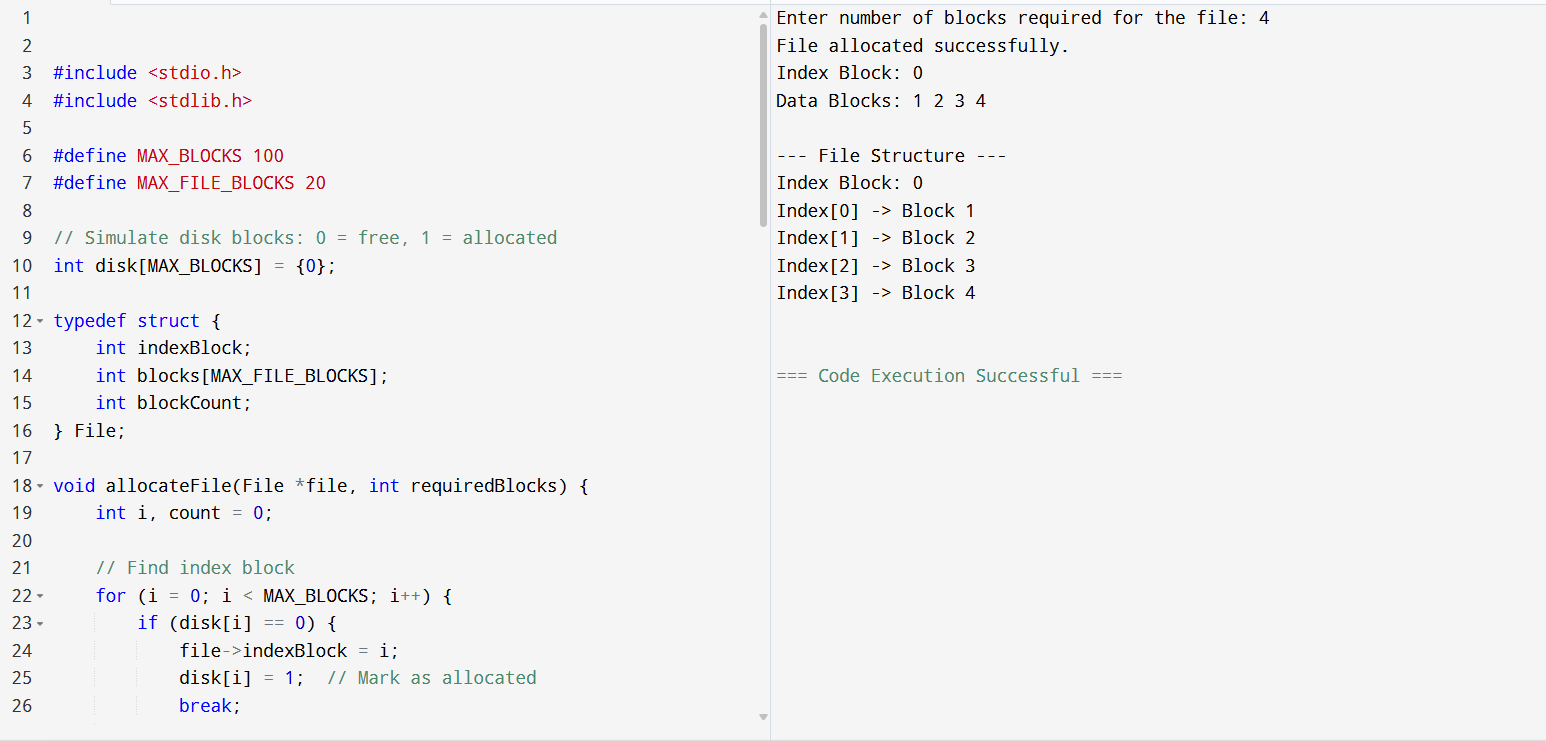 1
2
3 #include <stdio.h>
4 #include <stdlib.h>
5
6 #define MAX_BLOCKS 100
7 #define MAX_FILE_BLOCKS 20
8
9 // Simulate disk blocks: 0 = free, 1 = allocated
10 int disk[MAX_BLOCKS] = {0};
11
12 typedef struct {
13     int indexBlock;
14     int blocks[MAX_FILE_BLOCKS];
15     int blockCount;
16 } File;
17
18 void allocateFile(File *file, int requiredBlocks) {
19     int i, count = 0;
20
21     // Find index block
22     for (i = 0; i < MAX_BLOCKS; i++) {
23         if (disk[i] == 0) {
24             file->indexBlock = i;
25             disk[i] = 1;  // Mark as allocated
26             break;
Enter number of blocks required for the file: 4
File allocated successfully.
Index Block: 0
Data Blocks: 1 2 3 4

--- File Structure ---
Index Block: 0
Index[0] -> Block 1
Index[1] -> Block 2
Index[2] -> Block 3
Index[3] -> Block 4

=== Code Execution Successful ===